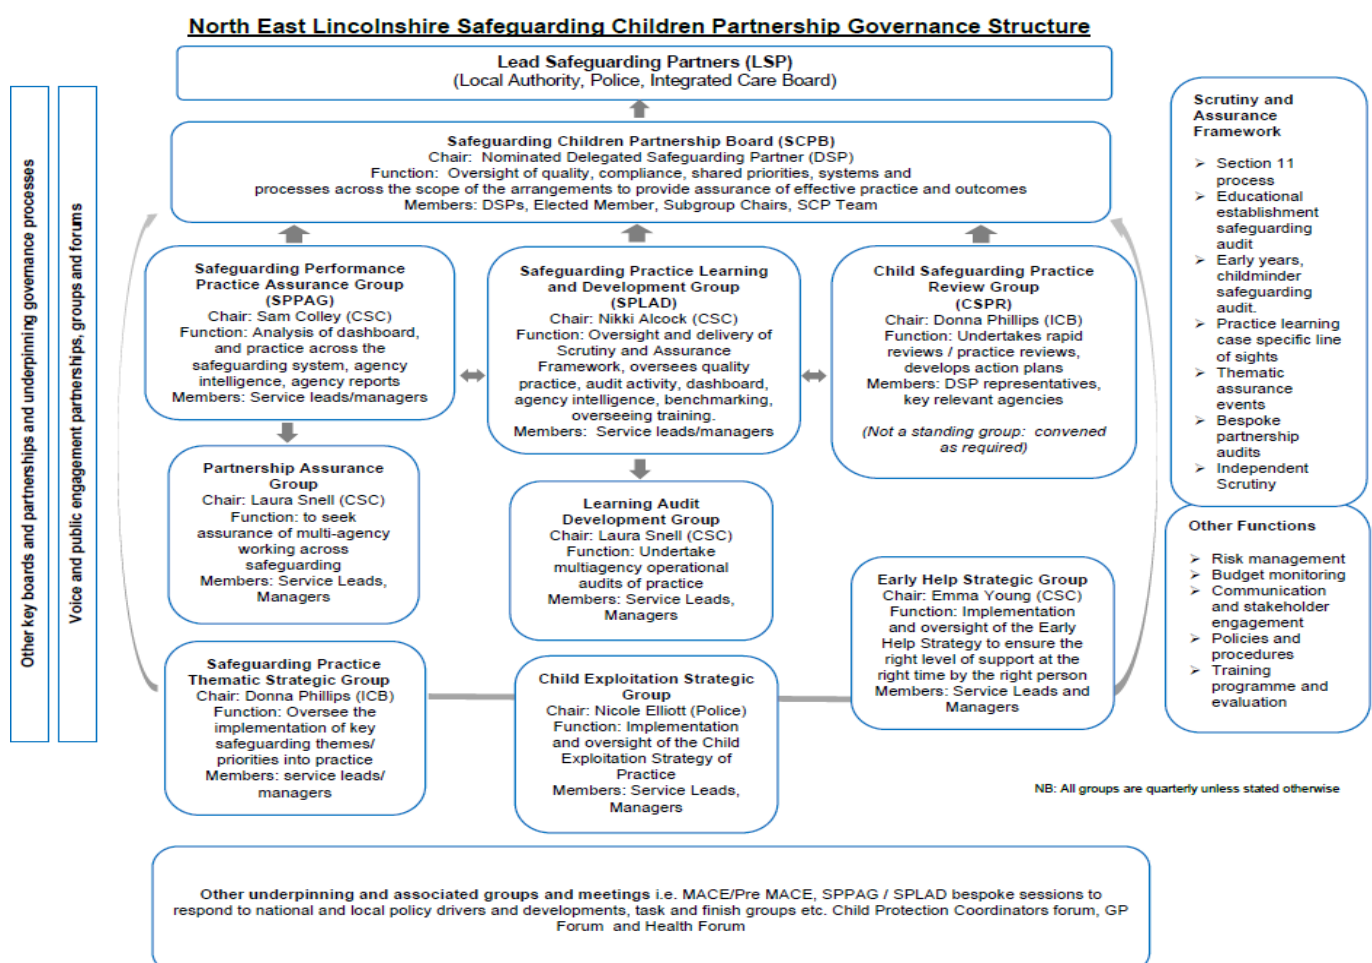 North East Lincolnshire Safeguarding Children Partnership Governance Structure
Lead Safeguarding Partners (LSP)
(Local Authority, Police, Integrated Care Board)
Safeguarding Children Partnership Board (SCPB)
Chair: Nominated Delegated Safeguarding Partner (DSP)
Function: Oversight of quality, compliance, shared priorities, systems and
processes across the scope of the arrangements to provide assurance of effective practice and outcomes
Members: DSPs, Elected Member, Subgroup Chairs, SCP Team
Other key boards and partnerships and underpinning governance processes
Voice and public engagement partnerships, groups and forums
Safeguarding Performance
Practice Assurance Group
(SPPAG)
Chair: Sam Colley (CSC)
Function: Analysis of dashboard,
and practice across the
safeguarding system, agency
intelligence, agency reports
Members: Service leads/managers
Safeguarding Practice Learning
and Development Group
(SPLAD)
Chair: Nikki Alcock (CSC)
Function: Oversight and delivery of
Scrutiny and Assurance
Framework, oversees quality
practice, audit activity, dashboard,
agency intelligence, benchmarking,
overseeing training.
Members: Service leads/managers
Child Safeguarding Practice
Review Group
(CSPR)
Chair: Donna Phillips (ICB)
Function: Undertakes rapid
reviews / practice reviews,
develops action plans
Members: DSP representatives,
key relevant agencies
(Not a standing group: convened
as required)
Partnership Assurance
Group
Chair: Laura Snell (CSC)
Function: to seek
assurance of multi-agency
working across
safeguarding
Members: Service Leads,
Managers
Learning Audit
Development Group
Chair: Laura Snell (CSC)
Function: Undertake
multiagency operational
audits of practice
Members: Service Leads,
Managers
Early Help Strategic Group
Chair: Emma Young (CSC)
Function: Implementation
and oversight of the Early
Help Strategy to ensure the
right level of support at the
right time by the right person
Members: Service Leads and
Managers
Safeguarding Practice
Thematic Strategic Group
Chair: Donna Phillips (ICB)
Function: Oversee the
implementation of key
safeguarding themes/
priorities into practice
Members: service leads/
managers
Child Exploitation Strategic
Group
Chair: Nicole Elliott (Police)
Function: Implementation
and oversight of the Child
Exploitation Strategy of
Practice
Members: Service Leads,
Managers
Scrutiny and
Assurance
Framework
➢ Section 11
process
➢ Educational
establishment
safeguarding
audit
➢ Early years,
childminder
safeguarding
audit.
➢ Practice learning
case specific line
of sights
➢ Thematic
assurance
events
➢ Bespoke
partnership
audits
➢ Independent
Scrutiny
Other Functions
➢ Risk management
➢ Budget monitoring
➢ Communication
and stakeholder
engagement
➢ Policies and
procedures
➢ Training
programme and
evaluation
NB: All groups are quarterly unless stated otherwise
Other underpinning and associated groups and meetings i.e. MACE/Pre MACE, SPPAG / SPLAD bespoke sessions to
respond to national and local policy drivers and developments, task and finish groups etc. Child Protection Coordinators forum, GP
Forum and Health Forum